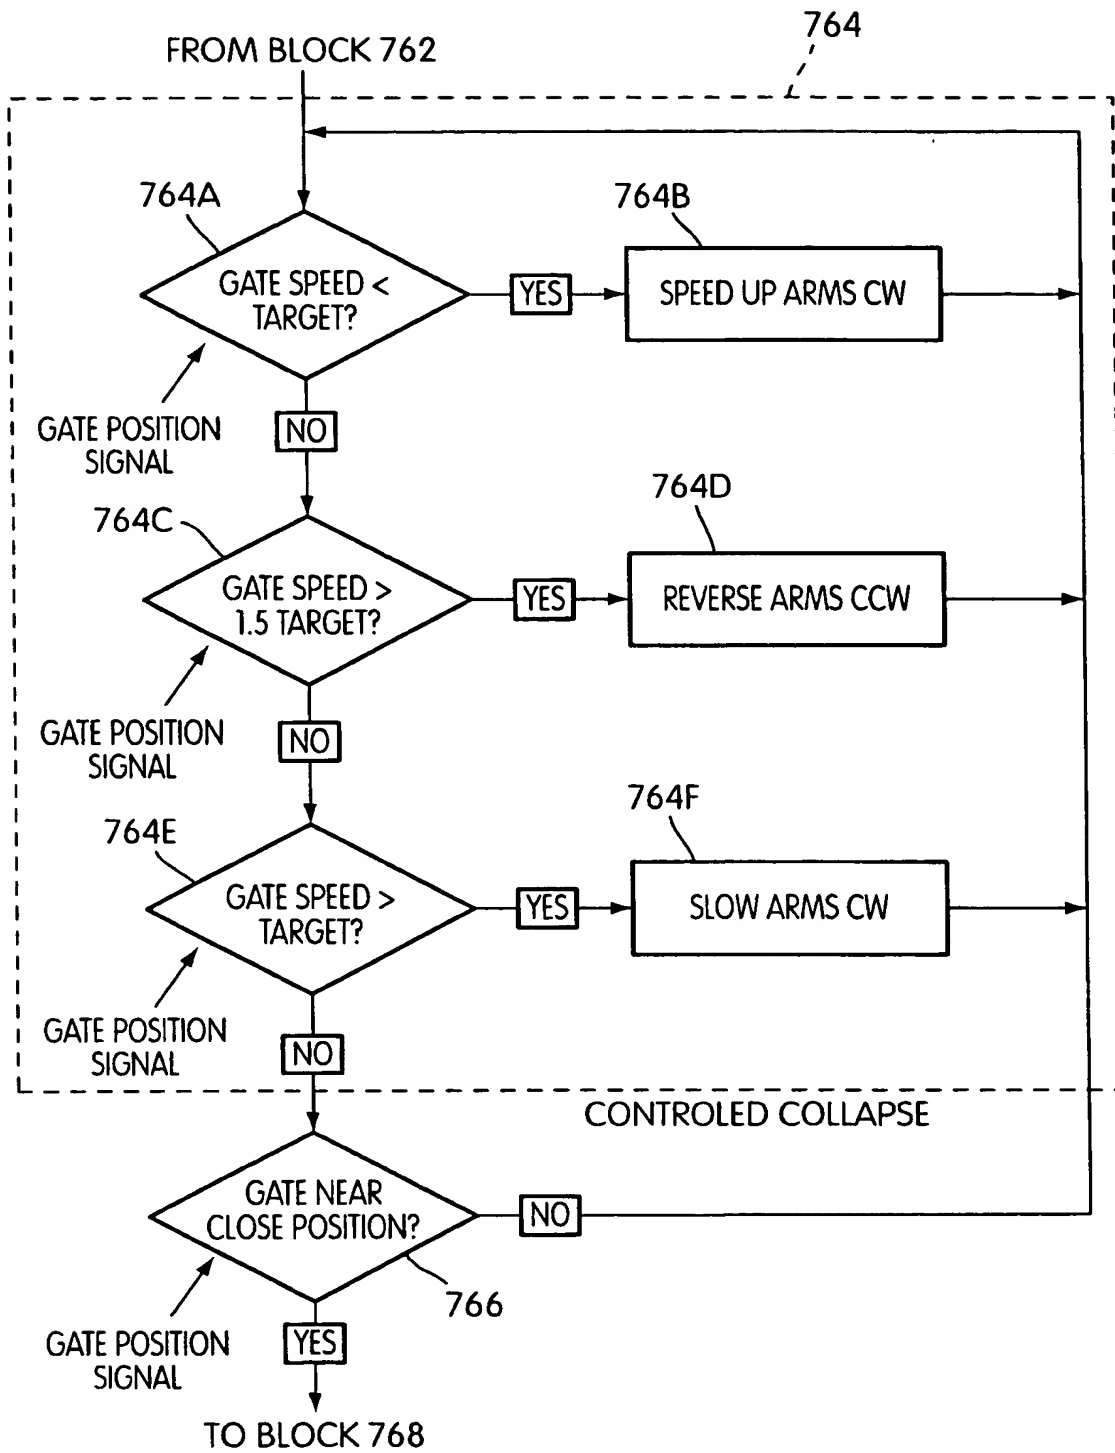 764
FROM BLOCK 762
764A
764B
GATE SPEED <
TARGET?
YES
SPEED UP ARMS CW
GATE POSITION
SIGNAL
NO
764C
764D
GATE SPEED >
1.5 TARGET?
YES
REVERSE ARMS CCW
GATE POSITION
SIGNAL
NO
764E
764F
GATE SPEED >
TARGET?
YES
SLOW ARMS CW
GATE POSITION
SIGNAL
NO
CONTROLED COLLAPSE
GATE NEAR
CLOSE POSITION?
NO
766
GATE POSITION
SIGNAL
YES
TO BLOCK 768